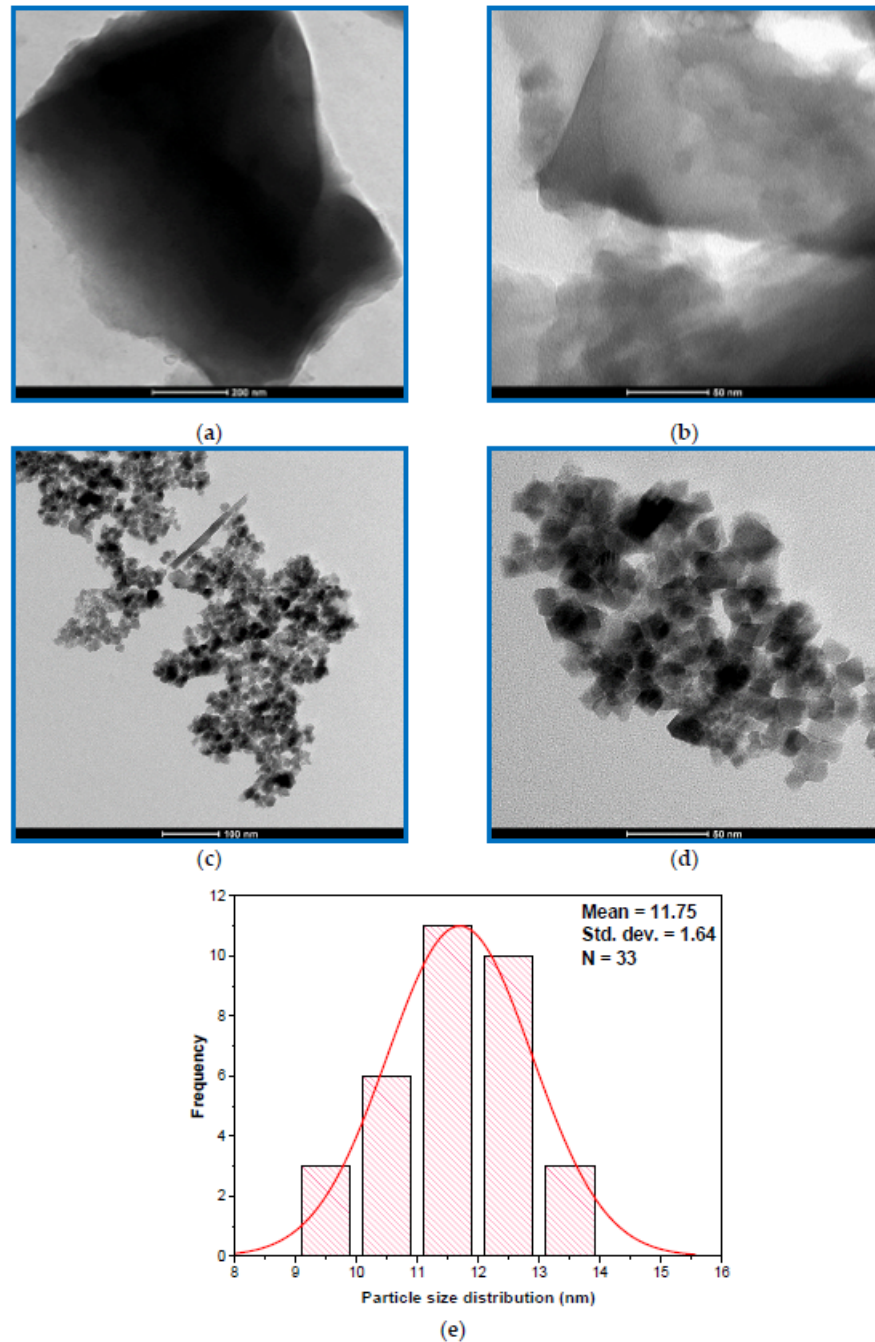 200 nm
50 nm
(a)
(b)
100 nm
50 nm
(c)
(d)
12
10
8
6
4
2
0
Frequency
Mean = 11.75
Std. dev. = 1.64
N = 33
8 9 10 11 12 13 14 15 16
Particle size distribution (nm)
(e)